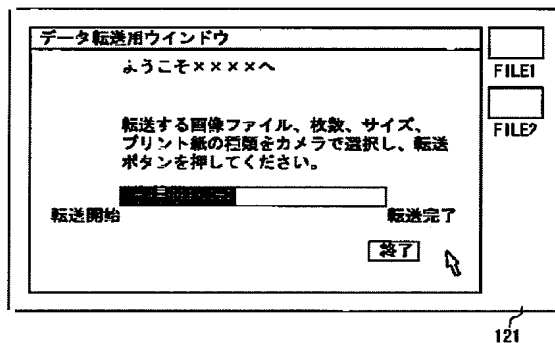 データ転送用ウインドウ
ようこそ××××へ
転送する画像ファイル、枚数、サイズ、
プリント紙の種類をカメラで選択し、転送
ボタンを押してください。
転送開始
転送完了
終了
FILE1
FILE2
121